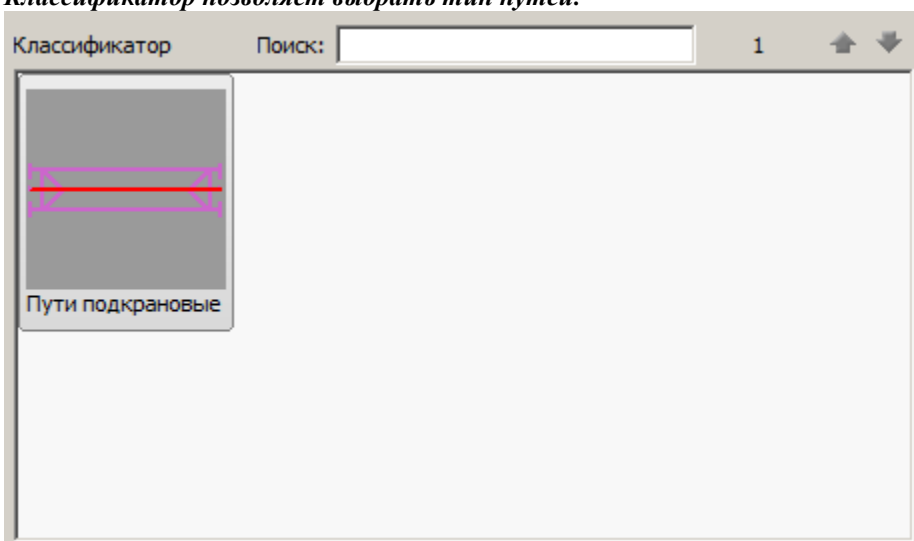 Классификатор позволяет выбрать тип путей.
Классификатор Поиск: 1
Пути подкрановые